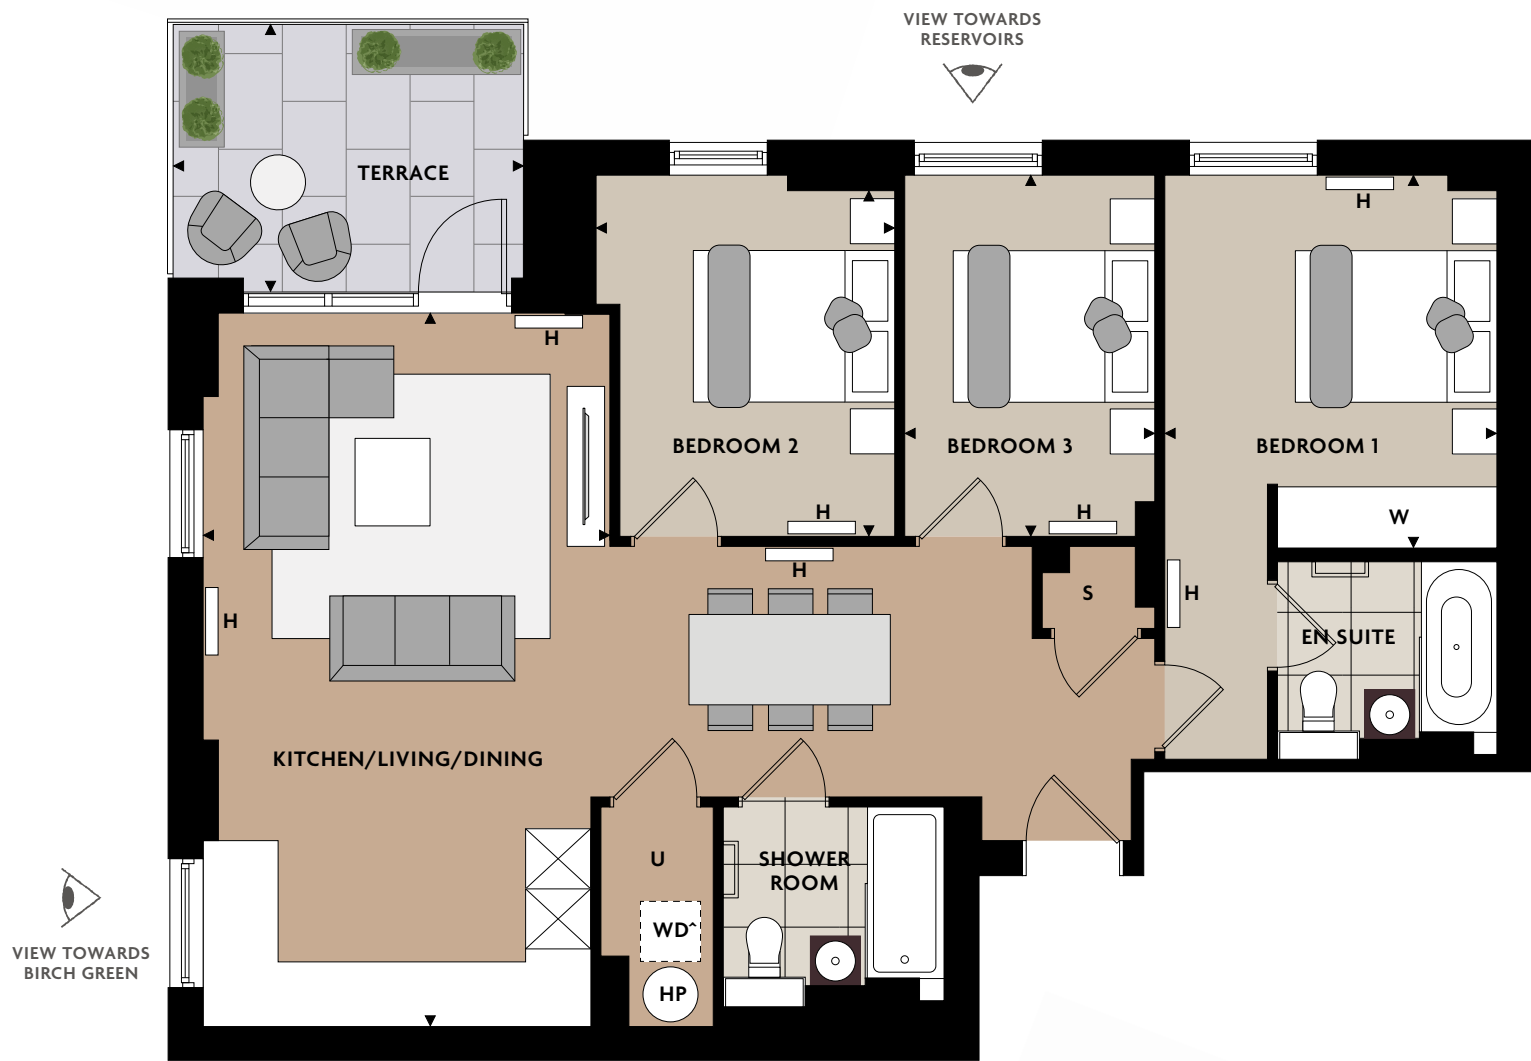 VIEW TOWARDS
RESERVOIRS
TERRACE
H
H
BEDROOM 2
BEDROOM 3
BEDROOM 1
H
H
W
H
S
H
H
EN SUITE
KITCHEN/LIVING/DINING
U
SHOWER
ROOM
WD^
HP
VIEW TOWARDS
BIRCH GREEN